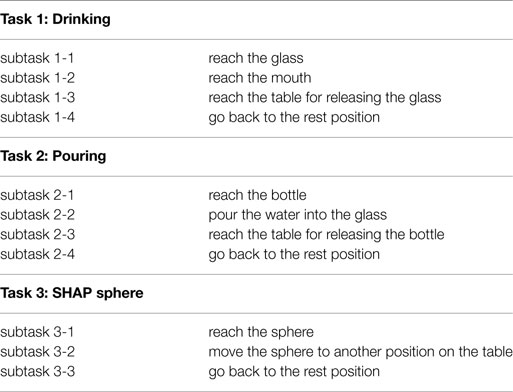 Task 1: Drinking
subtask 1-1 reach the glass
subtask 1-2 reach the mouth
subtask 1-3 reach the table for releasing the glass
subtask 1-4 go back to the rest position
Task 2: Pouring
subtask 2-1 reach the bottle
subtask 2-2 pour the water into the glass
subtask 2-3 reach the table for releasing the bottle
subtask 2-4 go back to the rest position
Task 3: SHAP sphere
subtask 3-1 reach the sphere
subtask 3-2 move the sphere to another position on the table
subtask 3-3 go back to the rest position